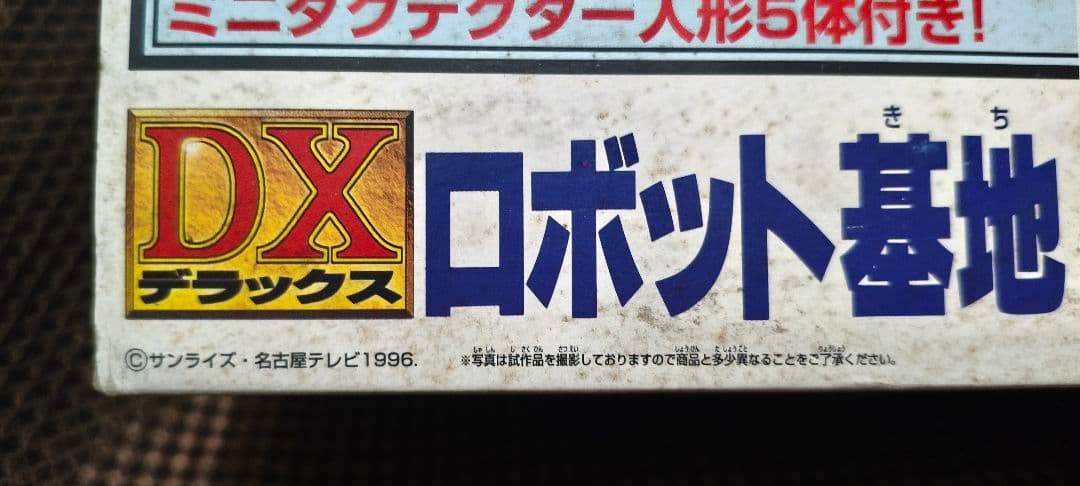 ミニダグテクター人形5体付き!
DX
デラックス
ロボット基地
きち
©サンライズ・名古屋テレビ1996.
※写真は試作品を撮影しておりますので商品と多少異なることをご了承ください。